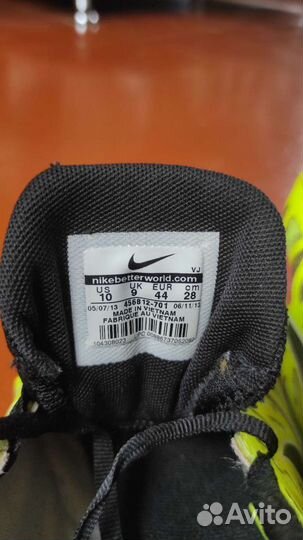 VJ
nikebetterworld.com
US UK EUR cm
10 9 44 28
05/07/13 456812-701 06/11/13
MADE IN VIETNAM
FABRIQUE AU VIETNAM
Avito